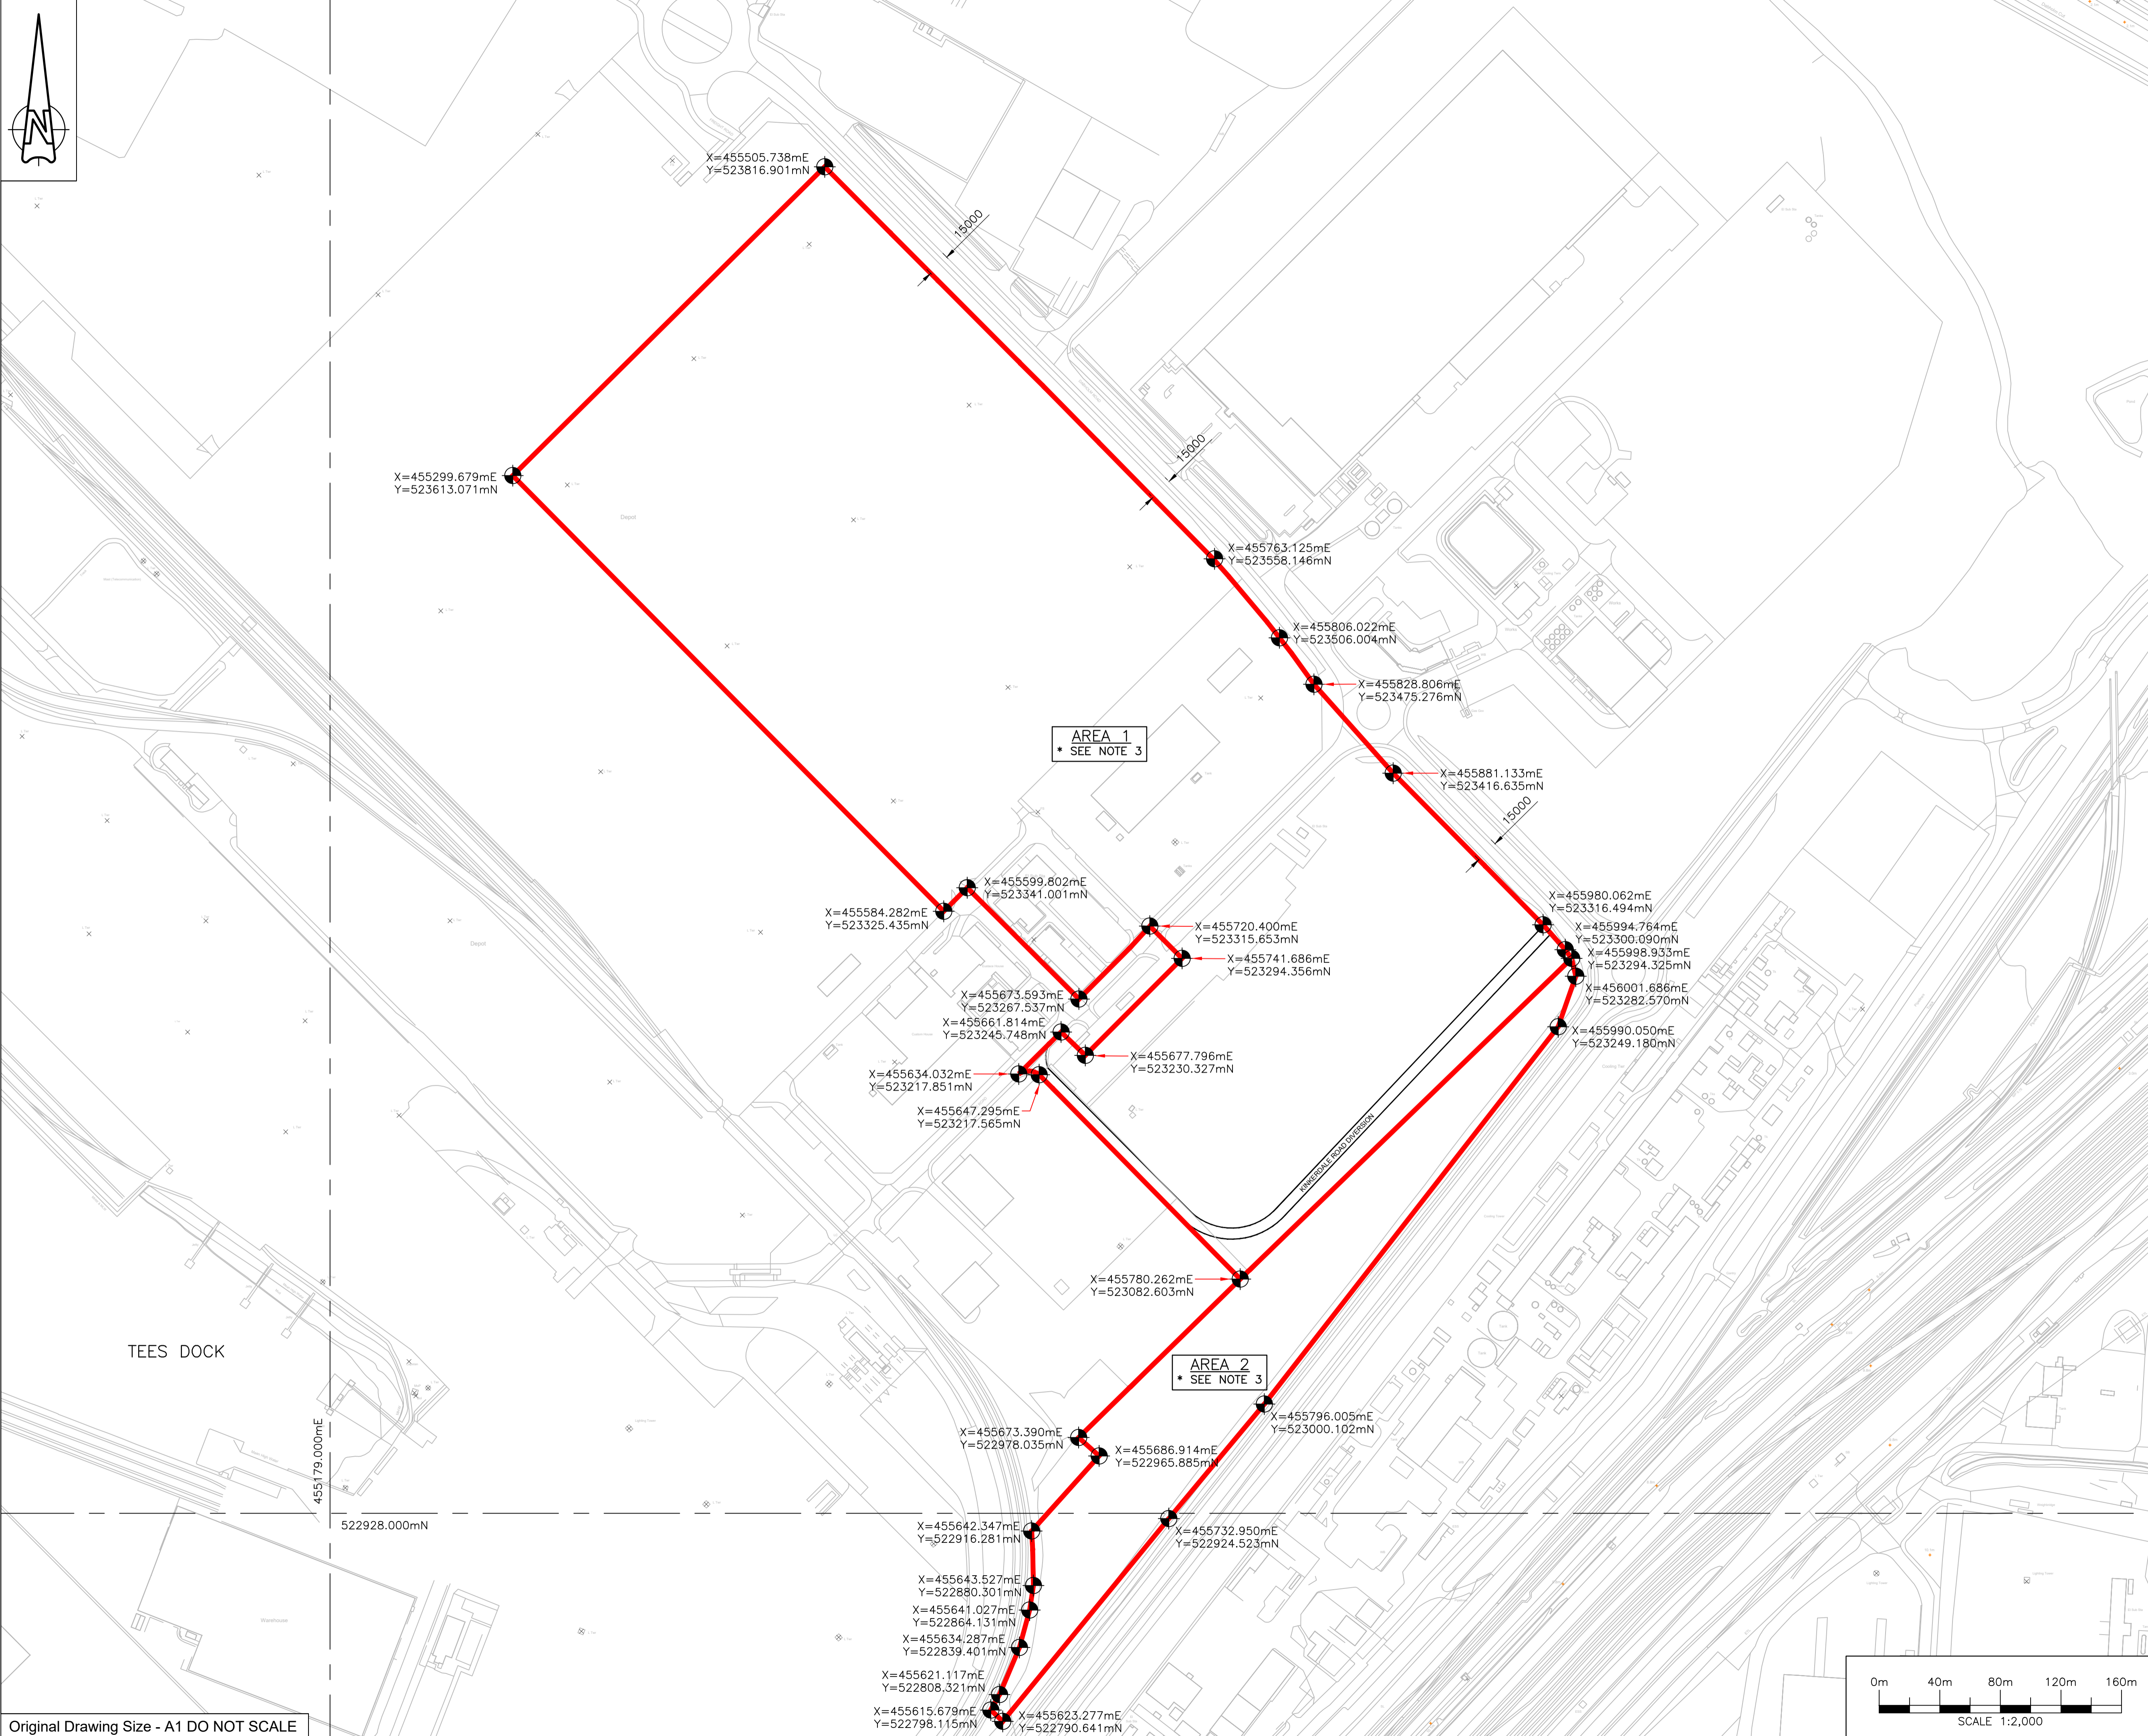 N
X=455505.738mE
Y=523816.901mN
15000
X=455299.679mE
Y=523613.071mN
Depot
15000
X=455763.125mE
Y=523558.146mN
X=455806.022mE
Y=523506.004mN
X=455828.806mE
Y=523475.276mN
AREA 1
* SEE NOTE 3
X=455881.133mE
Y=523416.635mN
15000
X=455599.802mE
Y=523341.001mN
X=455584.282mE
Y=523325.435mN
X=455720.400mE
Y=523315.653mN
X=455741.686mE
Y=523294.356mN
X=455980.062mE
Y=523316.494mN
X=455994.764mE
Y=523300.090mN
X=455998.933mE
Y=523294.325mN
X=456001.686mE
Y=523282.570mN
X=455990.050mE
Y=523249.180mN
Depot
X=455673.593mE
Y=523267.537mN
X=455661.814mE
Y=523245.748mN
X=455677.796mE
Y=523230.327mN
X=455634.032mE
Y=523217.851mN
X=455647.295mE
Y=523217.565mN
KINKERDALE ROAD DIVERSION
X=455780.262mE
Y=523082.603mN
TEES DOCK
AREA 2
* SEE NOTE 3
X=455796.005mE
Y=523000.102mN
X=455673.390mE
Y=522978.035mN
X=455686.914mE
Y=522965.885mN
455179.000mE
522928.000mN
X=455642.347mE
Y=522916.281mN
X=455732.950mE
Y=522924.523mN
X=455643.527mE
Y=522880.301mN
X=455641.027mE
Y=522864.131mN
Warehouse
X=455634.287mE
Y=522839.401mN
X=455621.117mE
Y=522808.321mN
X=455615.679mE
Y=522798.115mN
X=455623.277mE
Y=522790.641mN
0m 40m 80m 120m 160m
SCALE 1:2,000
Original Drawing Size - A1 DO NOT SCALE